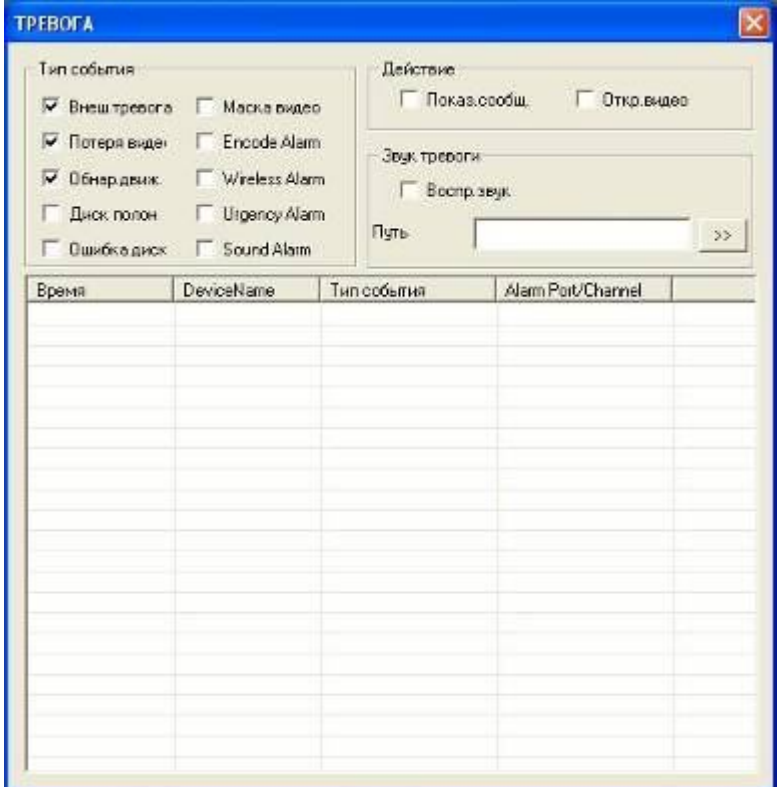 ТРЕВОГА
Тип события
Внеш тревога
Маска видео
Потеря виде
Encode Alarm
Обнар.движ.
Wireless Alarm
Диск полон
Urgency Alarm
Ошибка диск
Sound Alarm
Действие
Показ.сообщ.
Откр.видео
Звук тревоги
Воспр.звук
Путь
>>
Время DeviceName Тип события Alarm Port/Channel